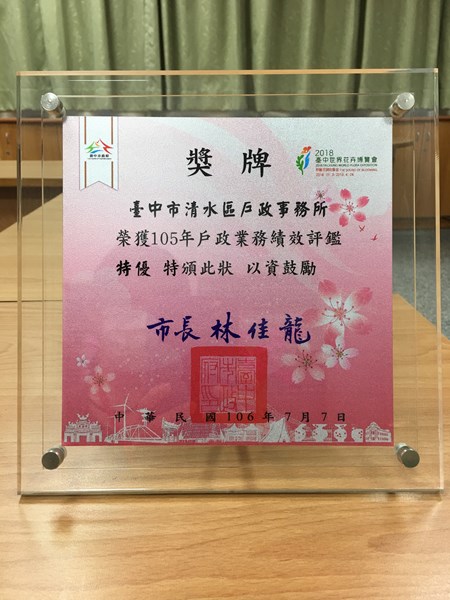 獎牌
2018
臺中世界花卉博覽會
臺中市清水區戶政事務所
榮獲105年戶政業務績效評鑑
特優 特頒此狀 以資鼓勵
市長 林佳龍
中華民國106年7月7日